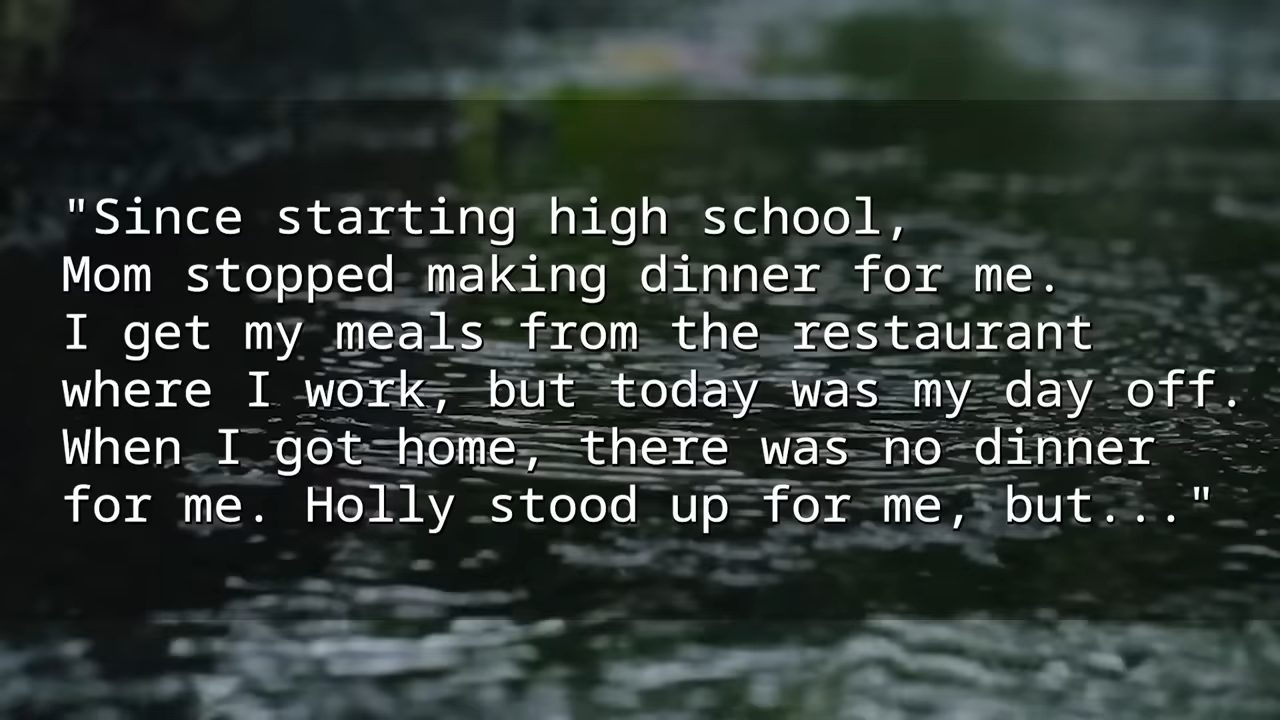 "Since starting high school,
Mom stopped making dinner for me.
I get my meals from the restaurant
where I work, but today was my day off.
When I got home, there was no dinner
for me. Holly stood up for me, but..."